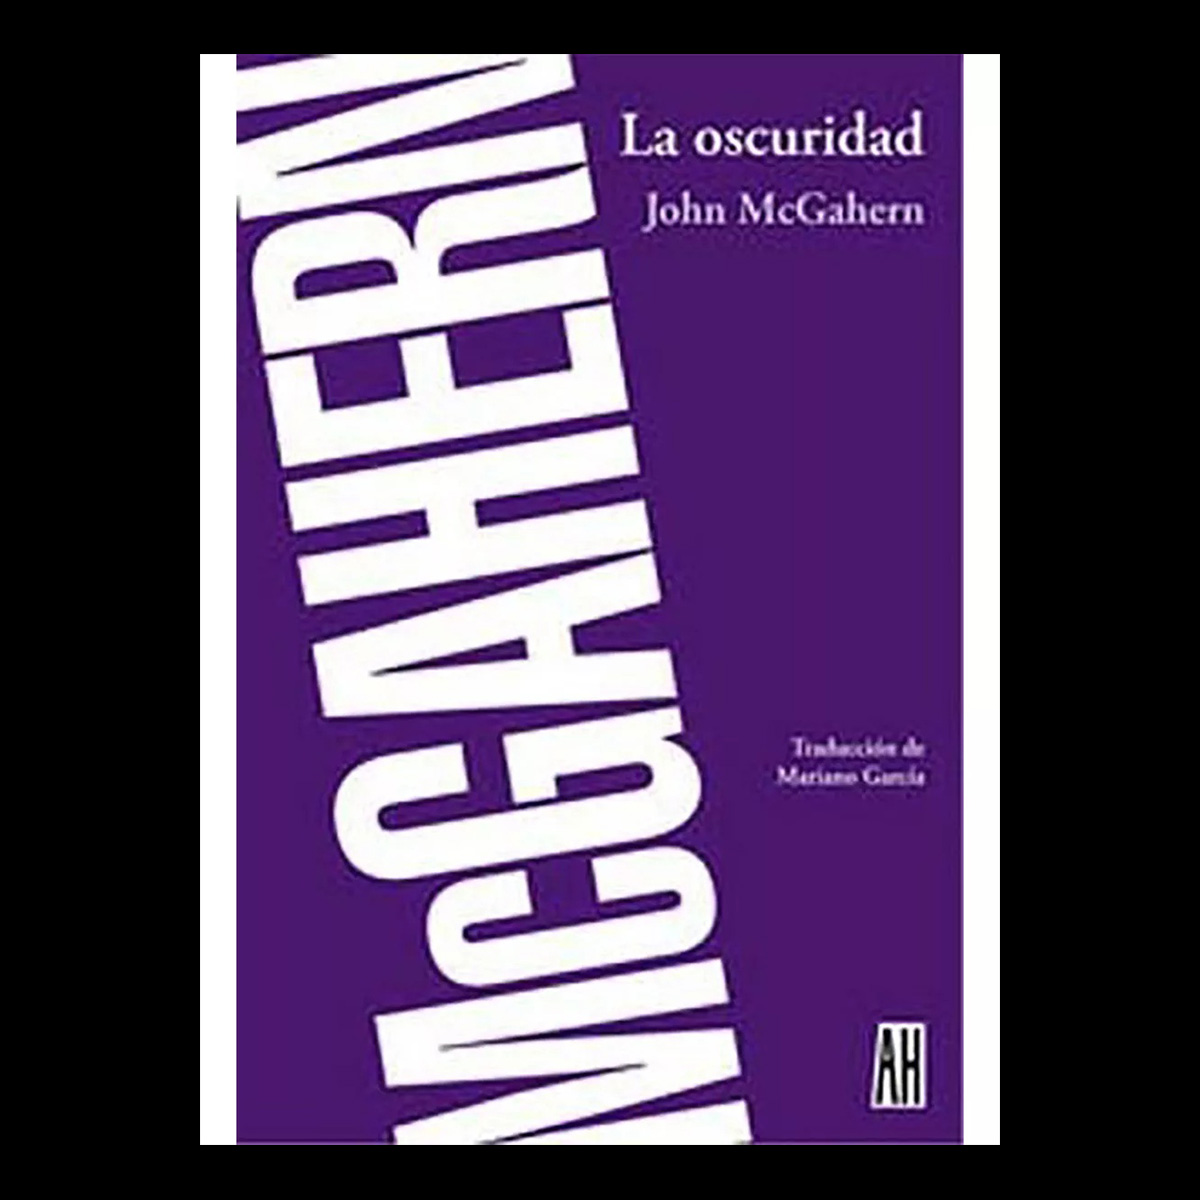 La oscuridad
John McGahern
MCGAHERN
Traducción de
Mariano García
AH